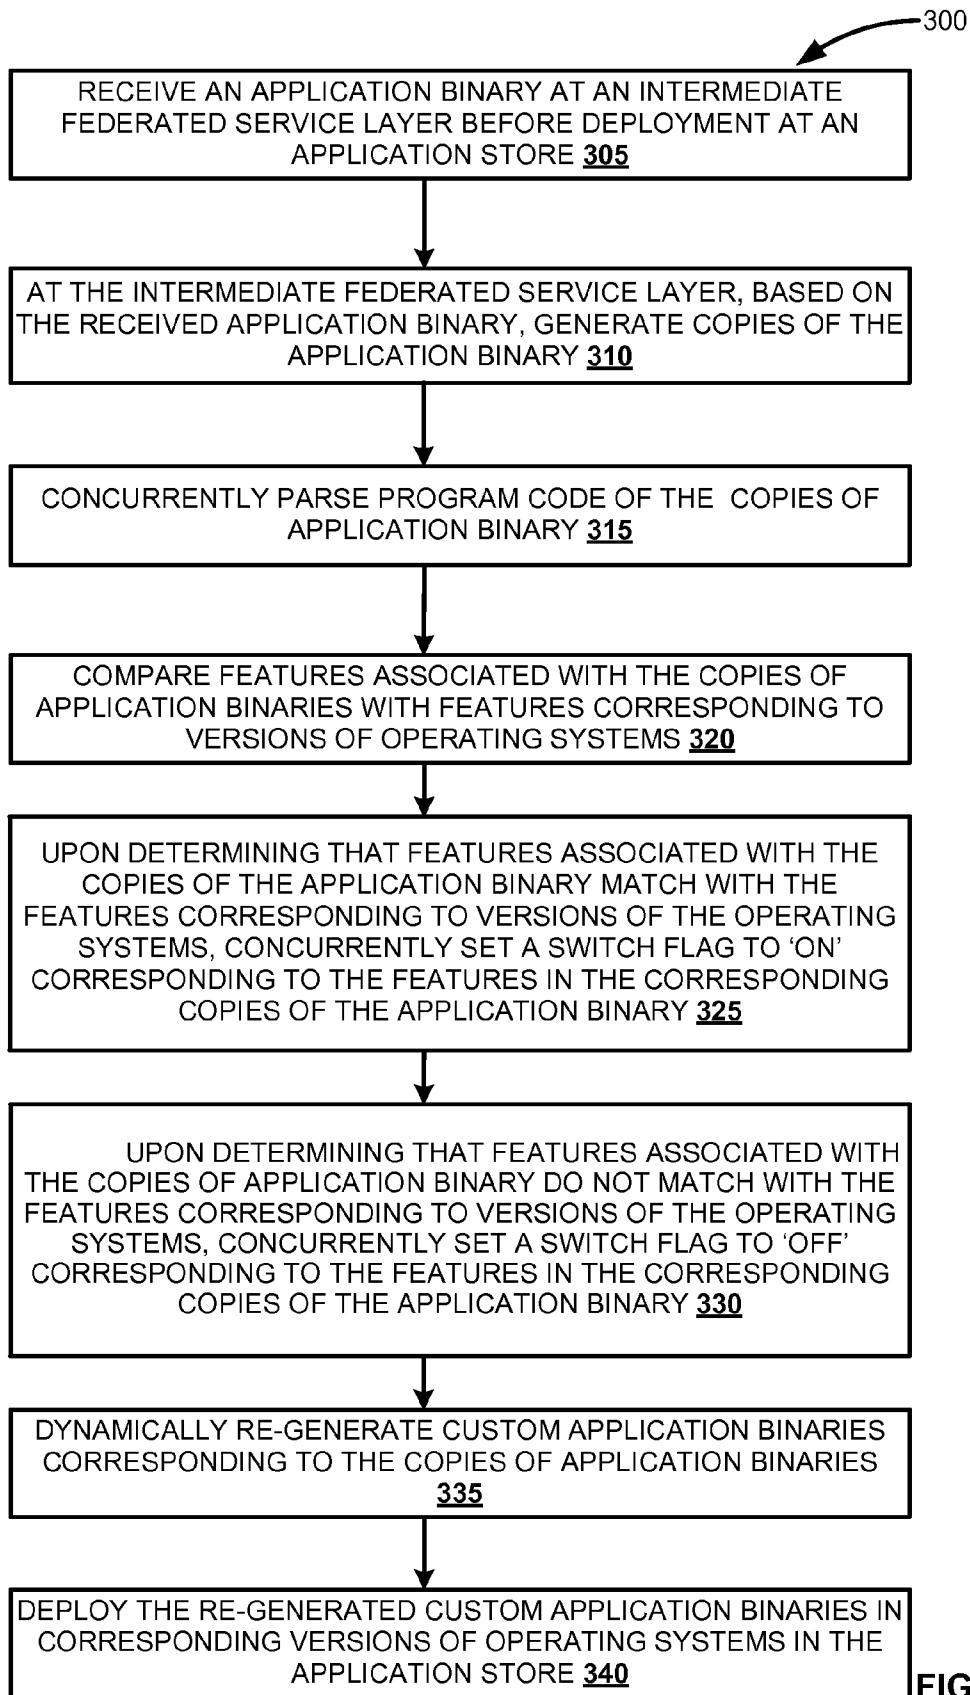 300
RECEIVE AN APPLICATION BINARY AT AN INTERMEDIATE
FEDERATED SERVICE LAYER BEFORE DEPLOYMENT AT AN
APPLICATION STORE 305
AT THE INTERMEDIATE FEDERATED SERVICE LAYER, BASED ON
THE RECEIVED APPLICATION BINARY, GENERATE COPIES OF THE
APPLICATION BINARY 310
CONCURRENTLY PARSE PROGRAM CODE OF THE COPIES OF
APPLICATION BINARY 315
COMPARE FEATURES ASSOCIATED WITH THE COPIES OF
APPLICATION BINARIES WITH FEATURES CORRESPONDING TO
VERSIONS OF OPERATING SYSTEMS 320
UPON DETERMINING THAT FEATURES ASSOCIATED WITH THE
COPIES OF THE APPLICATION BINARY MATCH WITH THE
FEATURES CORRESPONDING TO VERSIONS OF THE OPERATING
SYSTEMS, CONCURRENTLY SET A SWITCH FLAG TO ‘ON’
CORRESPONDING TO THE FEATURES IN THE CORRESPONDING
COPIES OF THE APPLICATION BINARY 325
UPON DETERMINING THAT FEATURES ASSOCIATED WITH
THE COPIES OF APPLICATION BINARY DO NOT MATCH WITH THE
FEATURES CORRESPONDING TO VERSIONS OF THE OPERATING
SYSTEMS, CONCURRENTLY SET A SWITCH FLAG TO ‘OFF’
CORRESPONDING TO THE FEATURES IN THE CORRESPONDING
COPIES OF THE APPLICATION BINARY 330
DYNAMICALLY RE-GENERATE CUSTOM APPLICATION BINARIES
CORRESPONDING TO THE COPIES OF APPLICATION BINARIES
335
DEPLOY THE RE-GENERATED CUSTOM APPLICATION BINARIES IN
CORRESPONDING VERSIONS OF OPERATING SYSTEMS IN THE
APPLICATION STORE 340
FIG